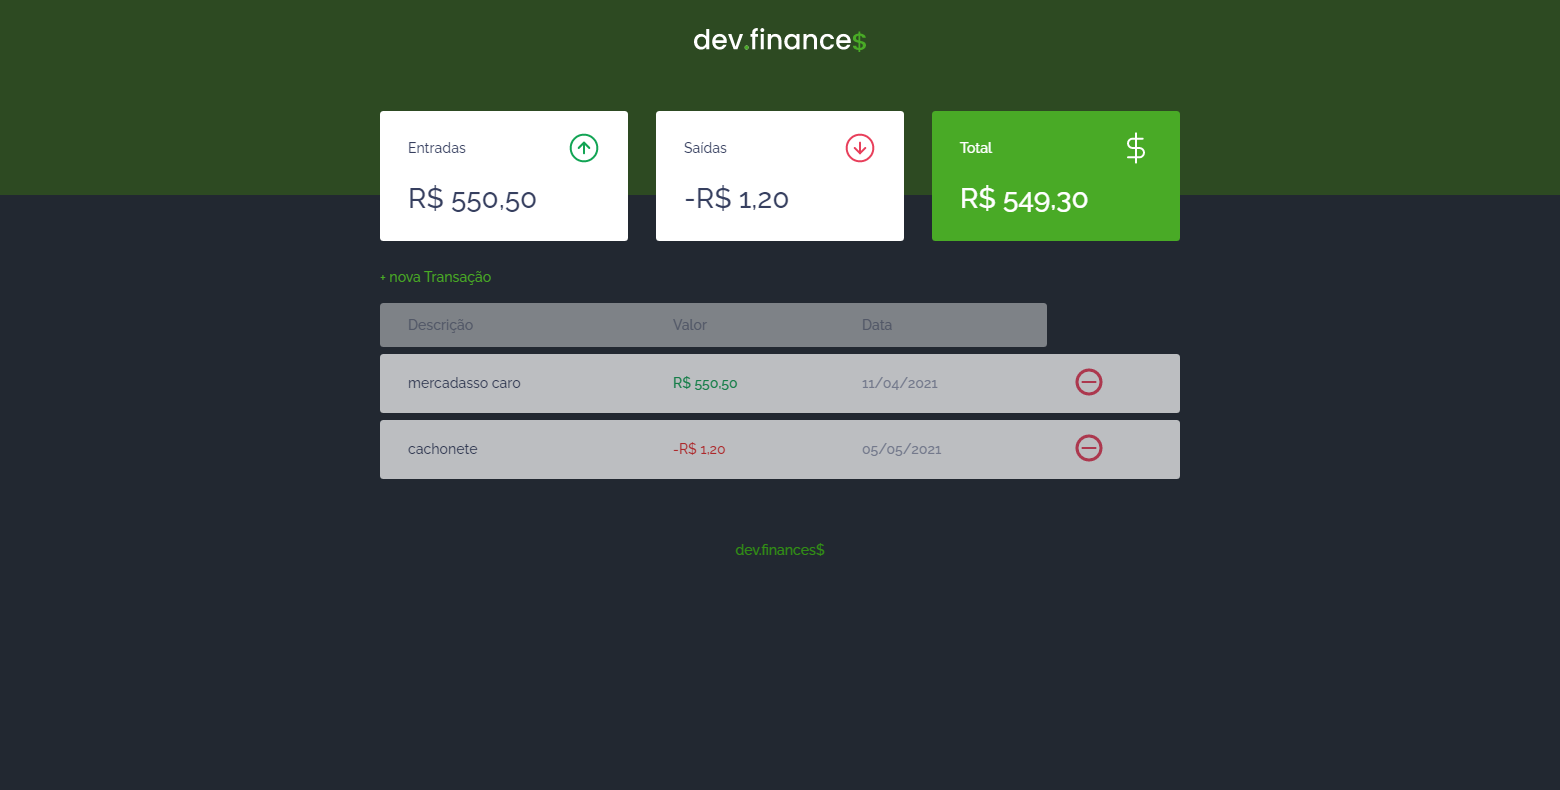 dev.finance$
Entradas
R$ 550,50
Saídas
-R$ 1,20
Total
R$ 549,30
+ nova Transação
Descrição Valor Data
mercadasso caro R$ 550,50 11/04/2021
cachonete -R$ 1,20 05/05/2021
dev.finances$